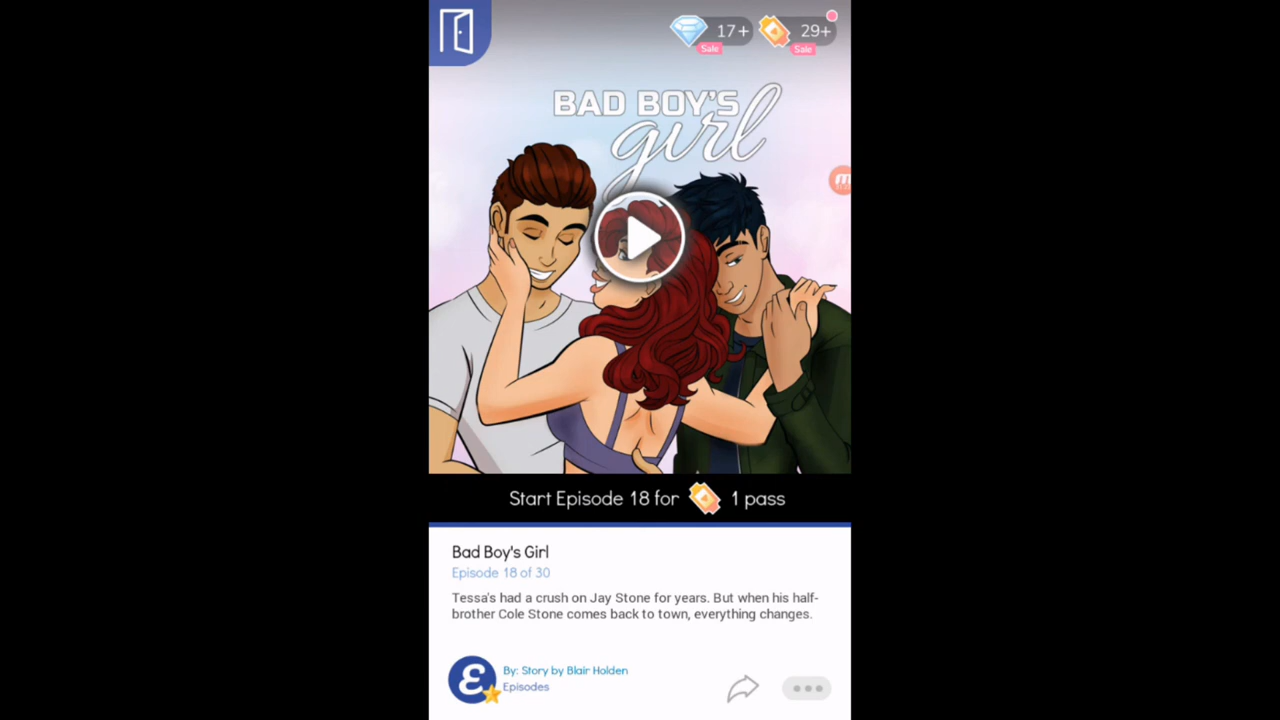 17+
29+
Sale
Sale
BAD BOY'S
girl
m
Start Episode 18 for 1 pass
Bad Boy's Girl
Episode 18 of 30
Tessa's had a crush on Jay Stone for years. But when his half-
brother Cole Stone comes back to town, everything changes.
By: Story by Blair Holden
Episodes